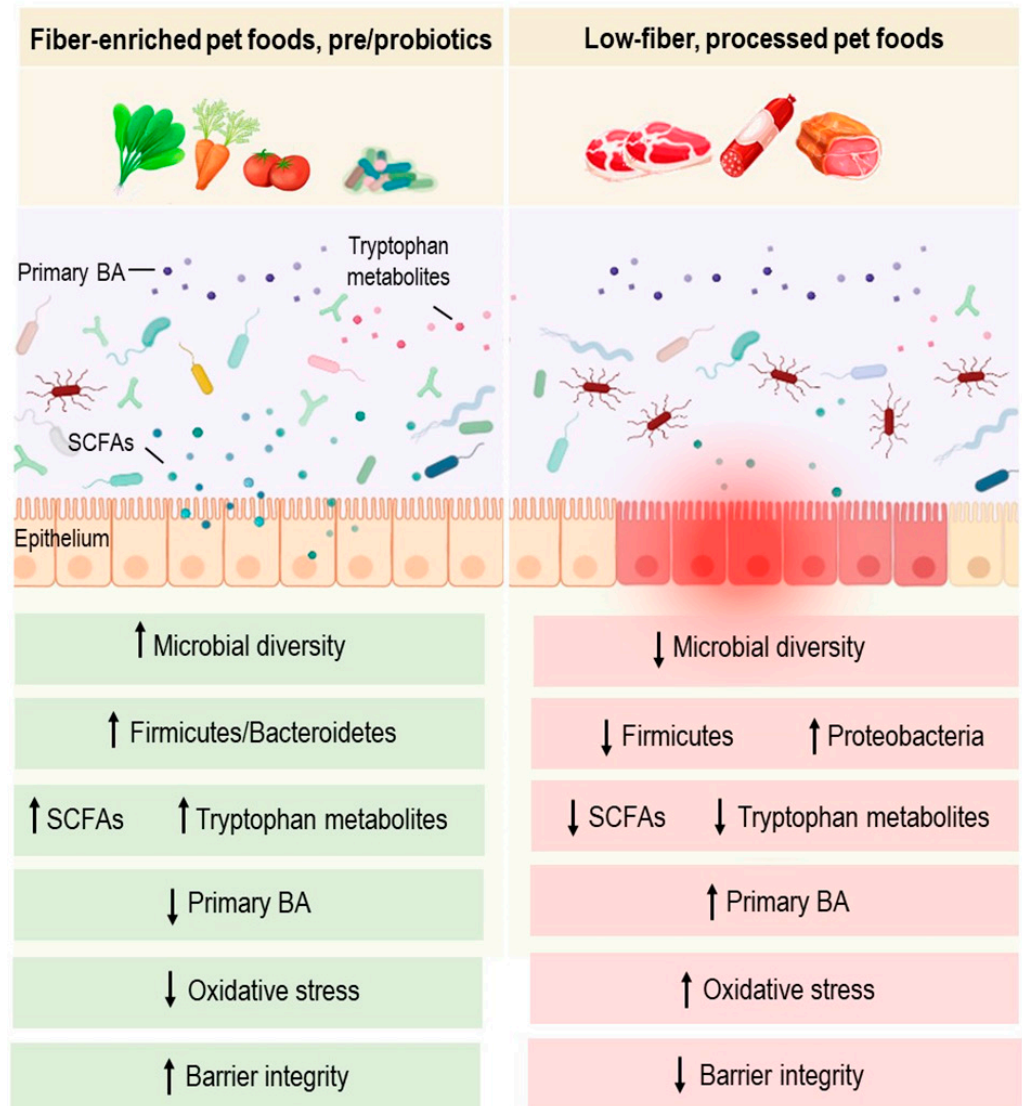 Fiber-enriched pet foods, pre/probiotics
Low-fiber, processed pet foods
Primary BA
Tryptophan
metabolites
SCFAs
Epithelium
↑ Microbial diversity
↑ Firmicutes/Bacteroidetes
↑ SCFAs ↑ Tryptophan metabolites
↓ Primary BA
↓ Oxidative stress
↑ Barrier integrity
↓ Microbial diversity
↓ Firmicutes ↑ Proteobacteria
↓ SCFAs ↓ Tryptophan metabolites
↑ Primary BA
↑ Oxidative stress
↓ Barrier integrity